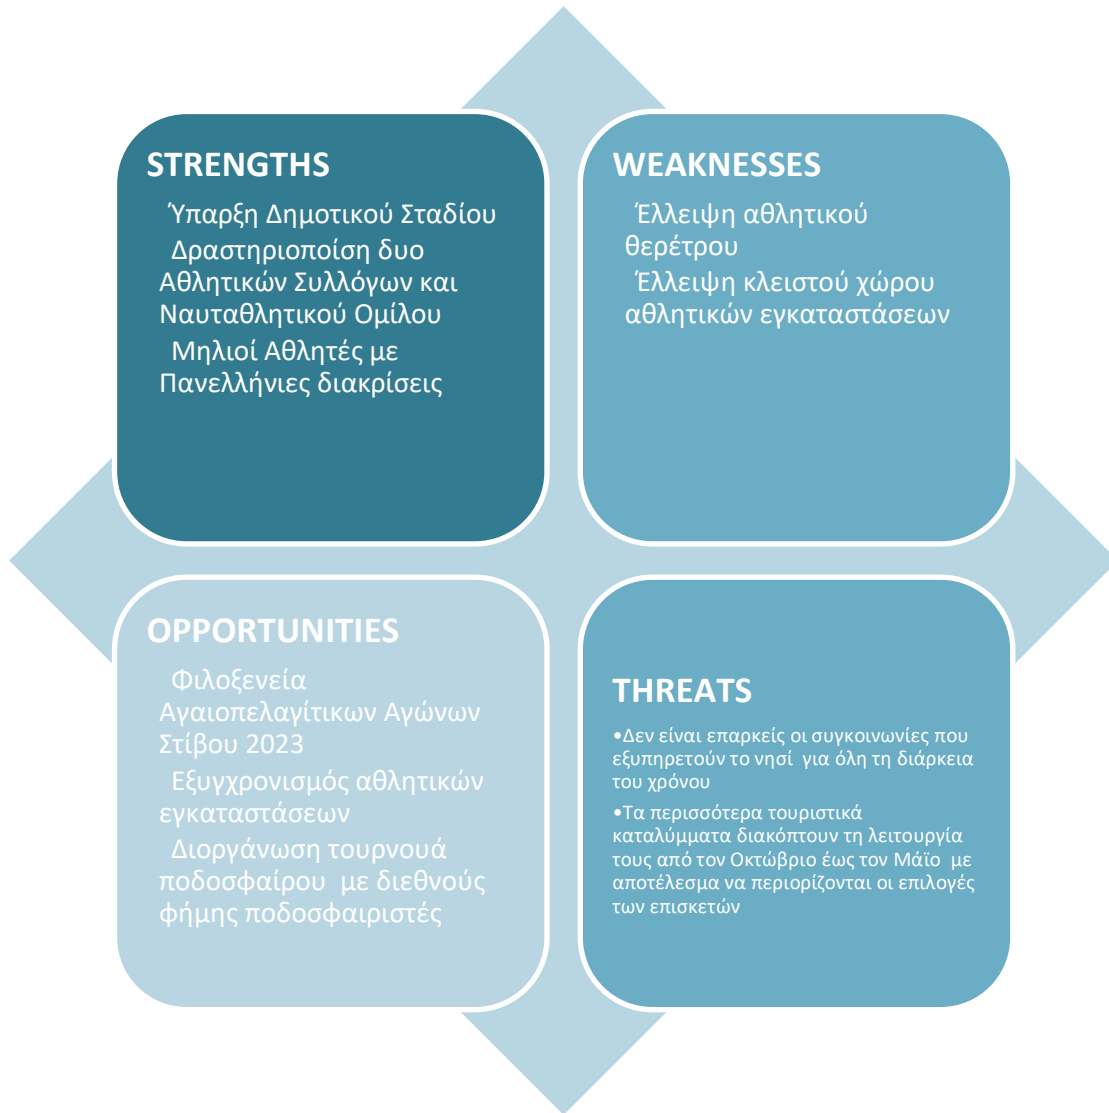 STRENGTHS
Ύπαρξη Δημοτικού Σταδίου
Δραστηριοποίση δυο
Αθλητικών Συλλόγων και
Ναυταθλητικού Ομίλου
Μηλιοί Αθλητές με
Πανελλήνιες διακρίσεις
WEAKNESSES
Έλλειψη αθλητικού
θερέτρου
Έλλειψη κλειστού χώρου
αθλητικών εγκαταστάσεων
OPPORTUNITIES
Φιλοξενεία
Αγαιοπελαγίτικων Αγώνων
Στίβου 2023
Εξυγχρονισμός αθλητικών
εγκαταστάσεων
Διοργάνωση τουρνουά
ποδοσφαίρου με διεθνούς
φήμης ποδοσφαιριστές
THREATS
•Δεν είναι επαρκείς οι συγκοινωνίες που
εξυπηρετούν το νησί για όλη τη διάρκεια
του χρόνου
•Τα περισσότερα τουριστικά
καταλύμματα διακόπτουν τη λειτουργία
τους από τον Οκτώβριο έως τον Μάϊο με
αποτέλεσμα να περιορίζονται οι επιλογές
των επισκετών